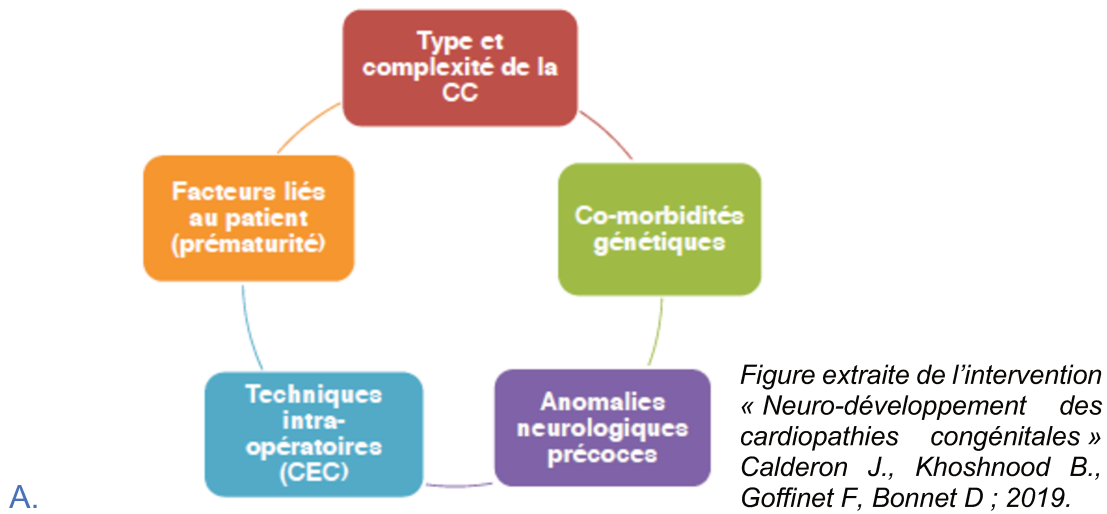 Type et
complexité de la
CC
Facteurs liés
au patient
(prématurité)
Co-morbidités
génétiques
Techniques
intra-
opératoires
(CEC)
Anomalies
neurologiques
précoces
Figure extraite de l’intervention
« Neuro-développement des
cardiopathies congénitales »
Calderon J., Khoshnood B.,
Goffinet F, Bonnet D ; 2019.
A.